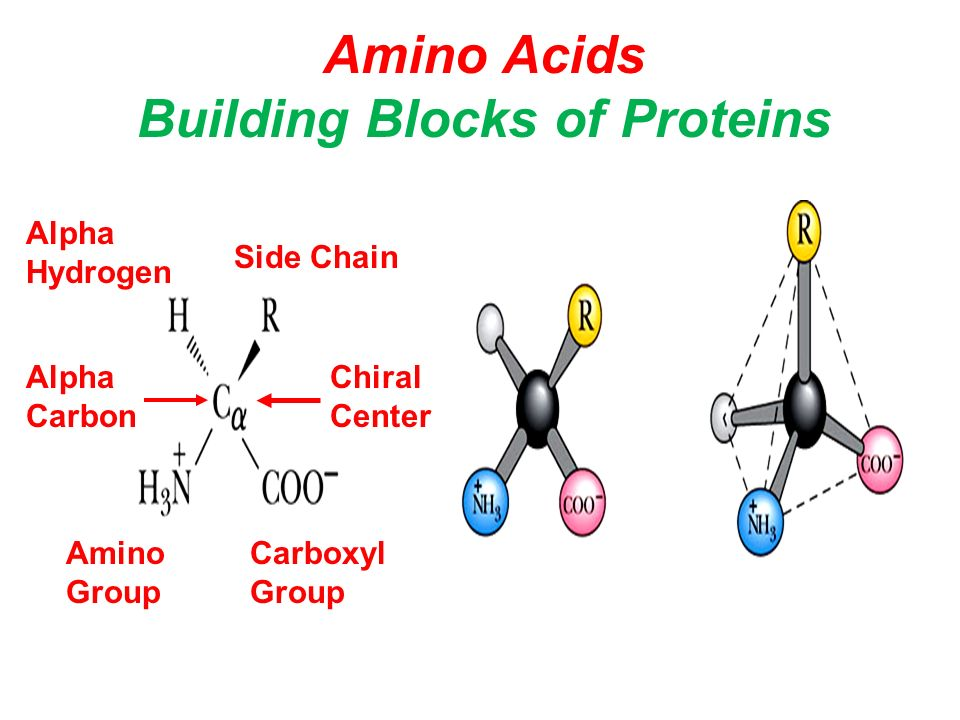 Amino Acids
Building Blocks of Proteins
Alpha
Hydrogen
Side Chain
H R
Alpha
Carbon
Cα
Chiral
Center
H₃N⁺ COO⁻
Amino
Group
Carboxyl
Group
R
⁺NH₃ COO⁻
R
COO⁻
⁺NH₃